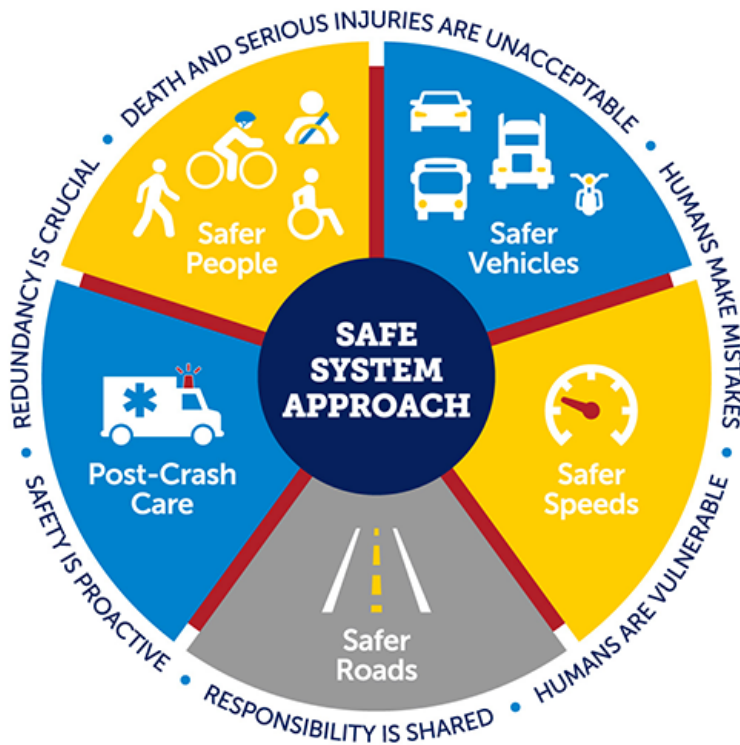 SAFE
SYSTEM
APPROACH
Safer
People
Safer
Vehicles
Safer
Speeds
Safer
Roads
Post-Crash
Care
DEATH AND SERIOUS INJURIES ARE UNACCEPTABLE
HUMANS MAKE MISTAKES
HUMANS ARE VULNERABLE
RESPONSIBILITY IS SHARED
SAFETY IS PROACTIVE
REDUNDANCY IS CRUCIAL